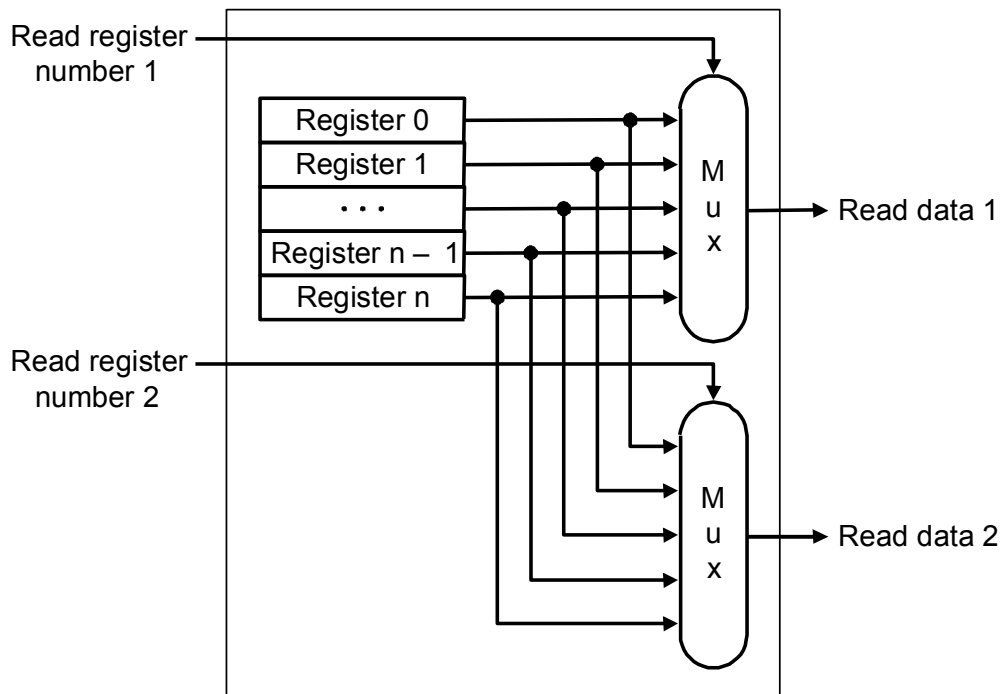 Read register
number 1
Register 0
Register 1
. . .
Register n – 1
Register n
M
u
x
Read data 1
Read register
number 2
M
u
x
Read data 2